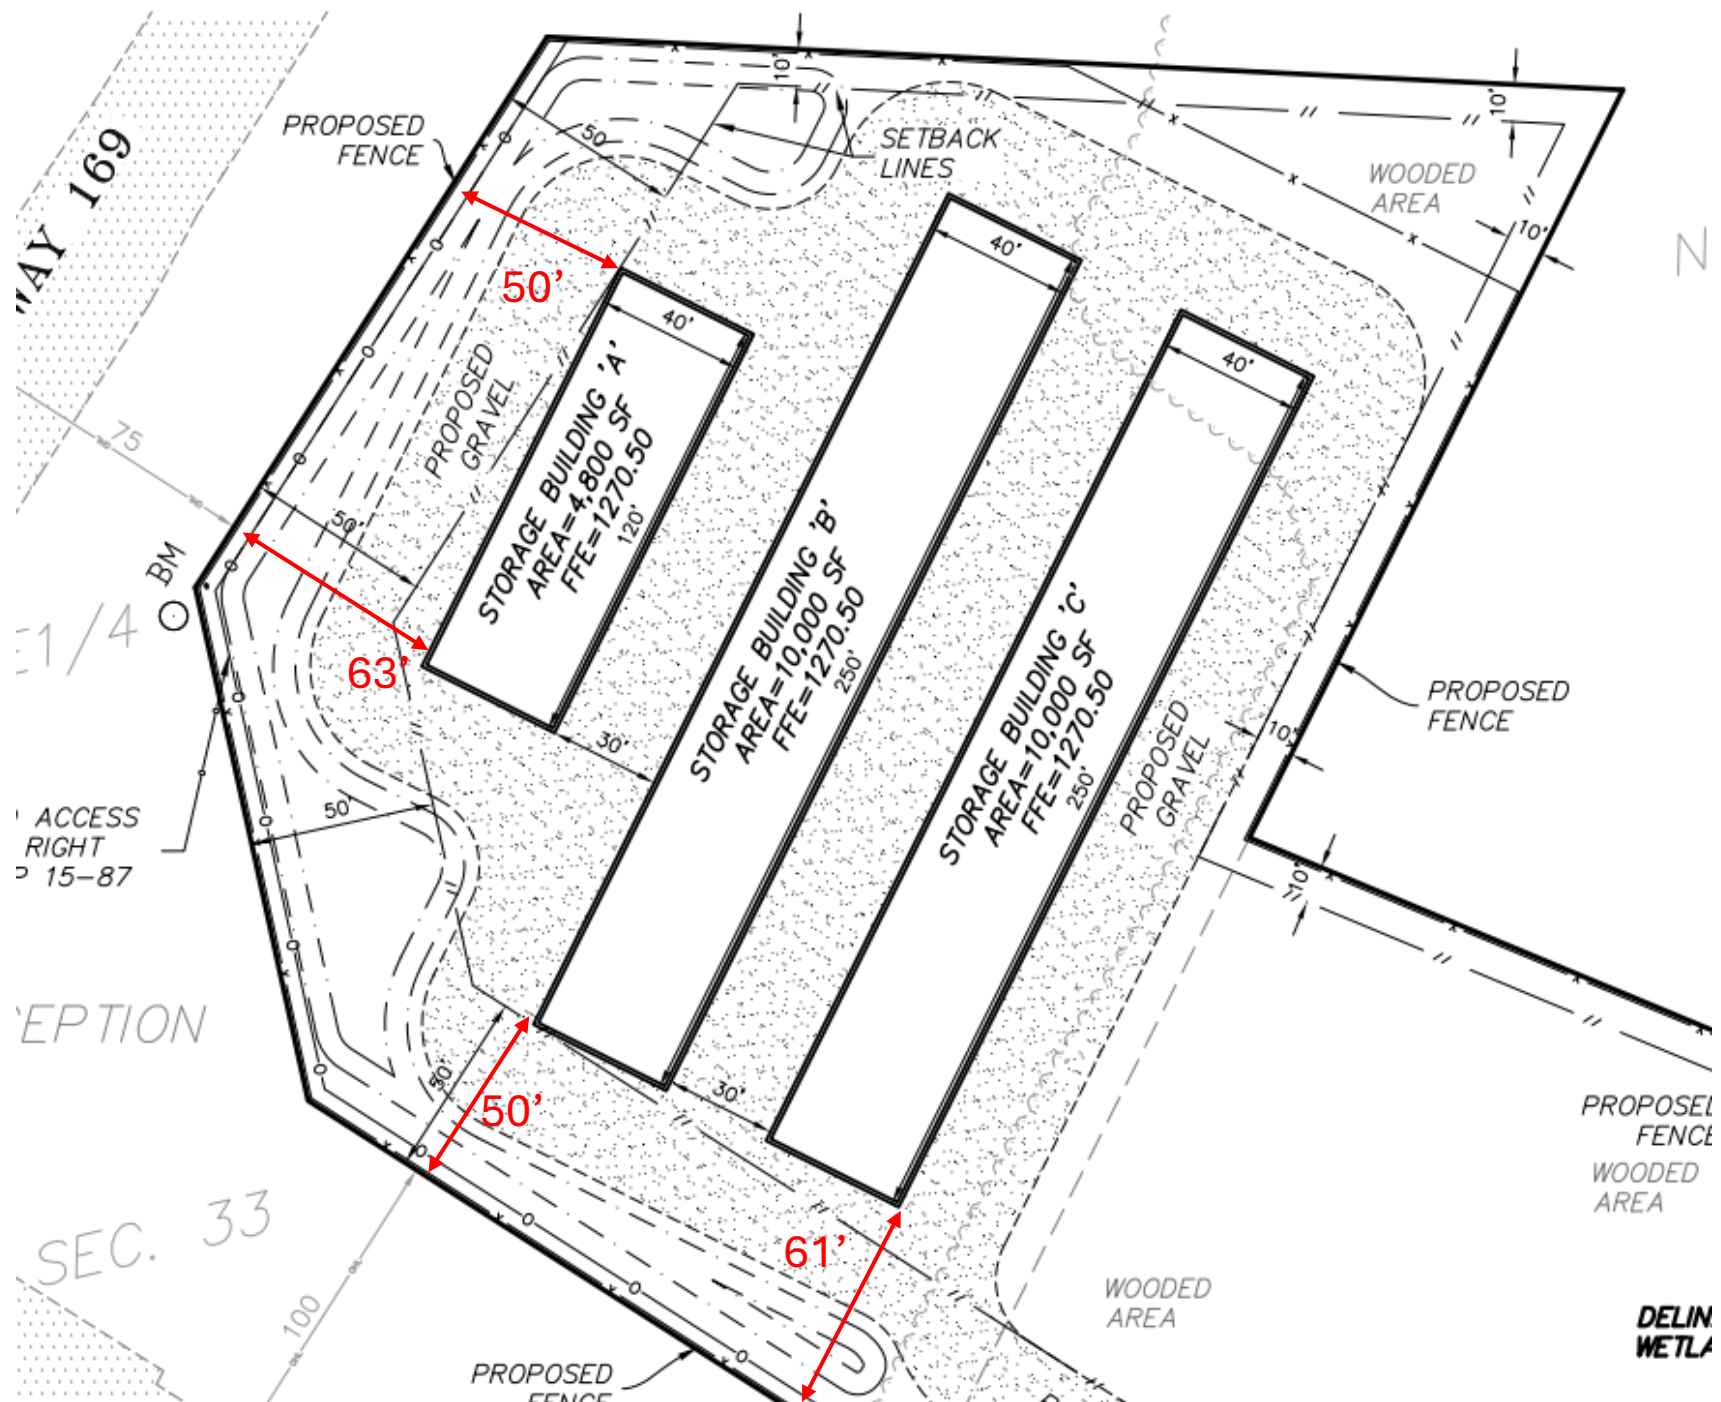 WAY 169
PROPOSED
FENCE
10'
SETBACK
LINES
50'
10'
WOODED
AREA
10'
N
50'
40'
40'
40'
PROPOSED
GRAVEL
STORAGE BUILDING 'A'
AREA=4,800 SF
FFE=1270.50
120'
75
50'
BM
E1/4
63'
30'
STORAGE BUILDING 'B'
AREA=10,000 SF
FFE=1270.50
250'
STORAGE BUILDING 'C'
AREA=10,000 SF
FFE=1270.50
250'
PROPOSED
GRAVEL
10'
PROPOSED
FENCE
ACCESS
RIGHT
P 15-87
50'
10'
EPTION
50'
50'
30'
PROPOSED
FENCE
WOODED
AREA
SEC. 33
61'
100
WOODED
AREA
DELIN
WETLA
PROPOSED
FENCE